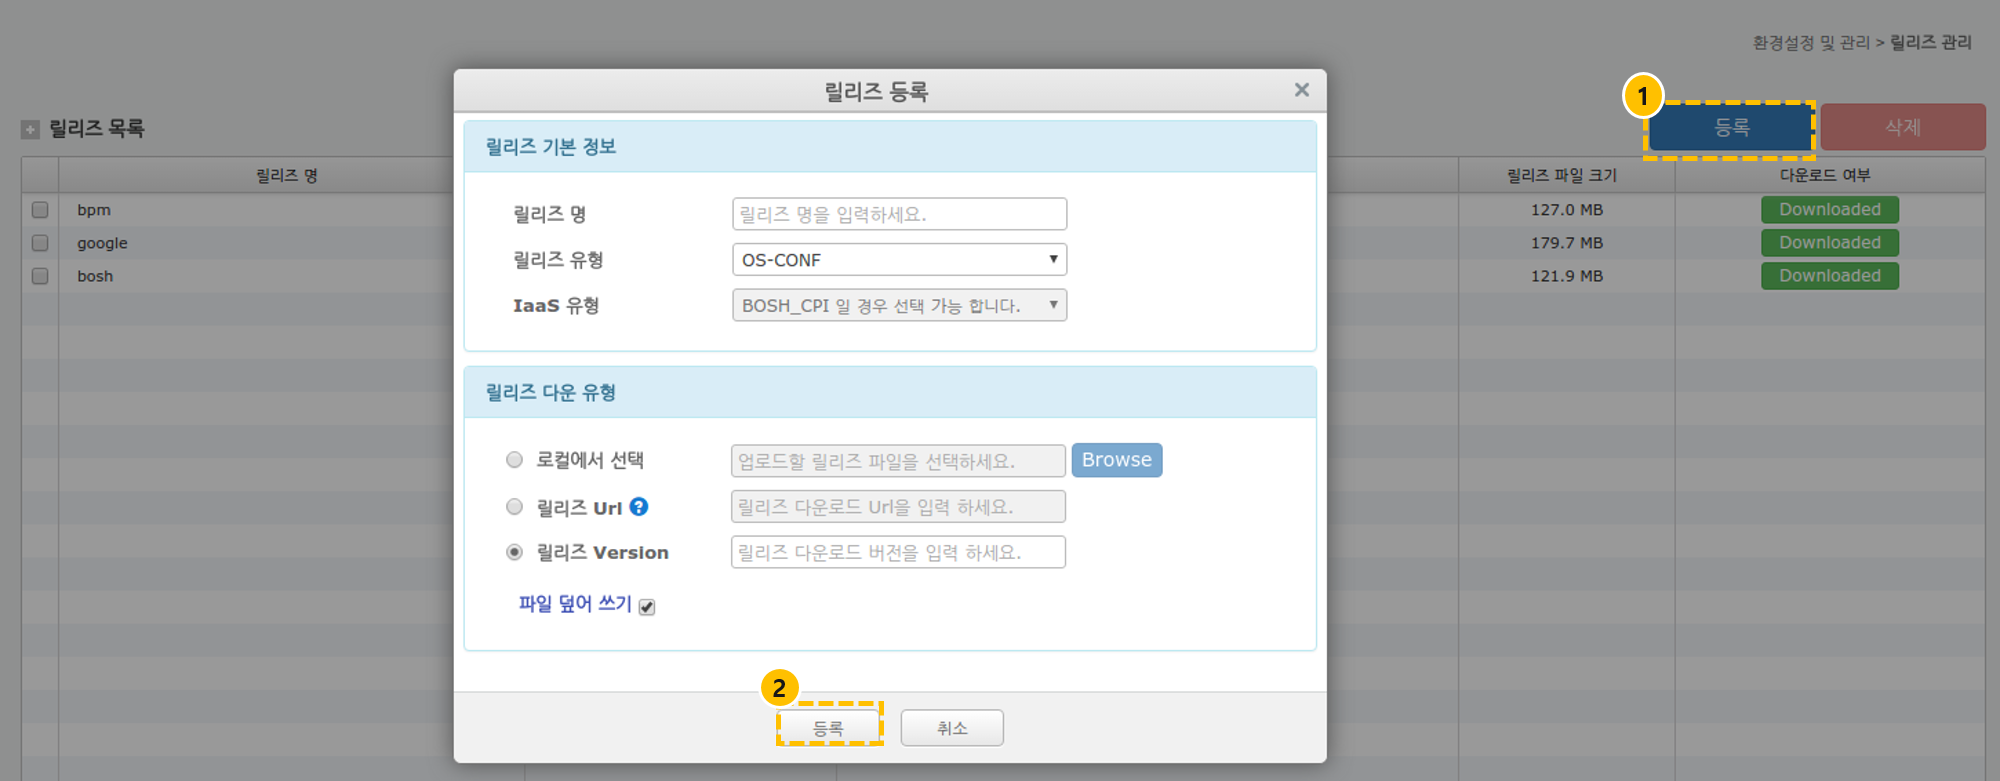 환경설정 및 관리 > 릴리즈 관리
릴리즈 목록
1
등록
삭제
릴리즈 명
릴리즈 파일 크기
다운로드 여부
bpm
127.0 MB
Downloaded
google
179.7 MB
Downloaded
bosh
121.9 MB
Downloaded
릴리즈 등록
×
릴리즈 기본 정보
릴리즈 명
릴리즈 명을 입력하세요.
릴리즈 유형
OS-CONF
IaaS 유형
BOSH_CPI 일 경우 선택 가능 합니다.
릴리즈 다운 유형
로컬에서 선택
업로드할 릴리즈 파일을 선택하세요.
Browse
릴리즈 Url ?
릴리즈 다운로드 Url을 입력 하세요.
릴리즈 Version
릴리즈 다운로드 버전을 입력 하세요.
파일 덮어 쓰기
2
등록
취소